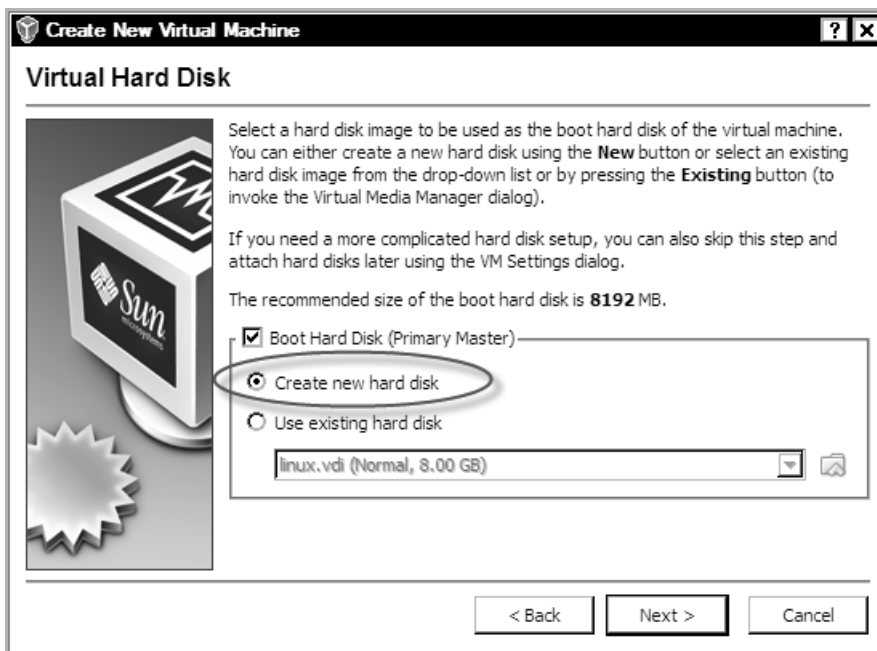 Create New Virtual Machine
Virtual Hard Disk
Select a hard disk image to be used as the boot hard disk of the virtual machine.
You can either create a new hard disk using the New button or select an existing
hard disk image from the drop-down list or by pressing the Existing button (to
invoke the Virtual Media Manager dialog).
If you need a more complicated hard disk setup, you can also skip this step and
attach hard disks later using the VM Settings dialog.
The recommended size of the boot hard disk is 8192 MB.
Sun
microsystems
Boot Hard Disk (Primary Master)
Create new hard disk
Use existing hard disk
linux.vdi (Normal, 8.00 GB)
< Back
Next >
Cancel